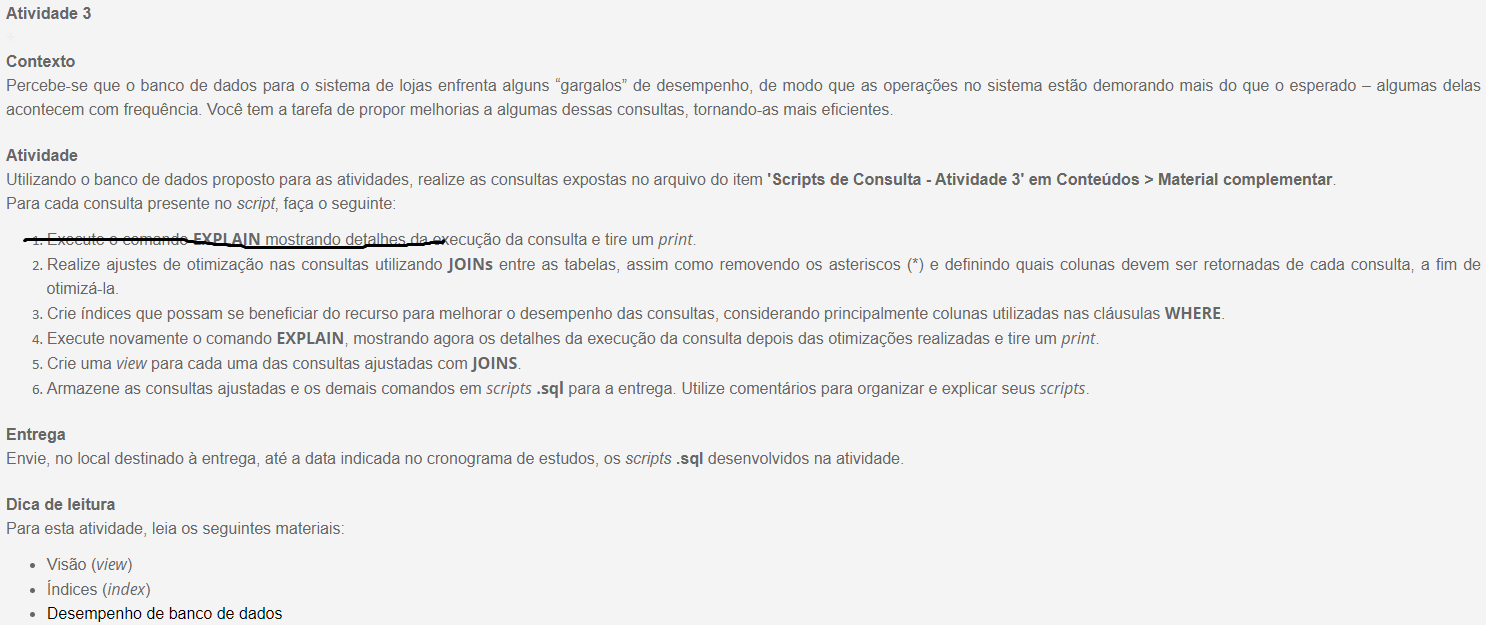 Atividade 3
Contexto
Percebe-se que o banco de dados para o sistema de lojas enfrenta alguns “gargalos” de desempenho, de modo que as operações no sistema estão demorando mais do que o esperado – algumas delas
acontecem com frequência. Você tem a tarefa de propor melhorias a algumas dessas consultas, tornando-as mais eficientes.
Atividade
Utilizando o banco de dados proposto para as atividades, realize as consultas expostas no arquivo do item 'Scripts de Consulta - Atividade 3' em Conteúdos > Material complementar.
Para cada consulta presente no script, faça o seguinte:
1. Execute o comando EXPLAIN mostrando detalhes da execução da consulta e tire um print.
2. Realize ajustes de otimização nas consultas utilizando JOINs entre as tabelas, assim como removendo os asteriscos (*) e definindo quais colunas devem ser retornadas de cada consulta, a fim de
otimizá-la.
3. Crie índices que possam se beneficiar do recurso para melhorar o desempenho das consultas, considerando principalmente colunas utilizadas nas cláusulas WHERE.
4. Execute novamente o comando EXPLAIN, mostrando agora os detalhes da execução da consulta depois das otimizações realizadas e tire um print.
5. Crie uma view para cada uma das consultas ajustadas com JOINS.
6. Armazene as consultas ajustadas e os demais comandos em scripts .sql para a entrega. Utilize comentários para organizar e explicar seus scripts.
Entrega
Envie, no local destinado à entrega, até a data indicada no cronograma de estudos, os scripts .sql desenvolvidos na atividade.
Dica de leitura
Para esta atividade, leia os seguintes materiais:
• Visão (view)
• Índices (index)
• Desempenho de banco de dados